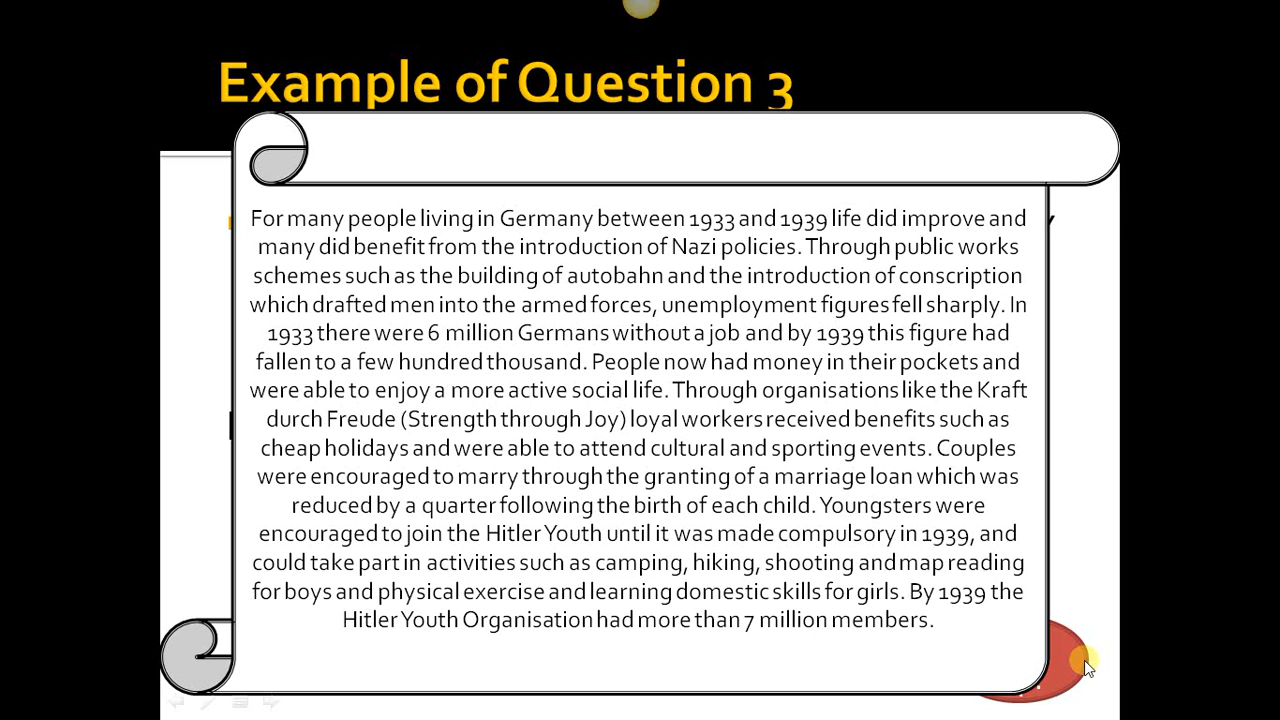 Example of Question 3
For many people living in Germany between 1933 and 1939 life did improve and
many did benefit from the introduction of Nazi policies. Through public works
schemes such as the building of autobahn and the introduction of conscription
which drafted men into the armed forces, unemployment figures fell sharply. In
1933 there were 6 million Germans without a job and by 1939 this figure had
fallen to a few hundred thousand. People now had money in their pockets and
were able to enjoy a more active social life. Through organisations like the Kraft
durch Freude (Strength through Joy) loyal workers received benefits such as
cheap holidays and were able to attend cultural and sporting events. Couples
were encouraged to marry through the granting of a marriage loan which was
reduced by a quarter following the birth of each child. Youngsters were
encouraged to join the Hitler Youth until it was made compulsory in 1939, and
could take part in activities such as camping, hiking, shooting and map reading
for boys and physical exercise and learning domestic skills for girls. By 1939 the
Hitler Youth Organisation had more than 7 million members.